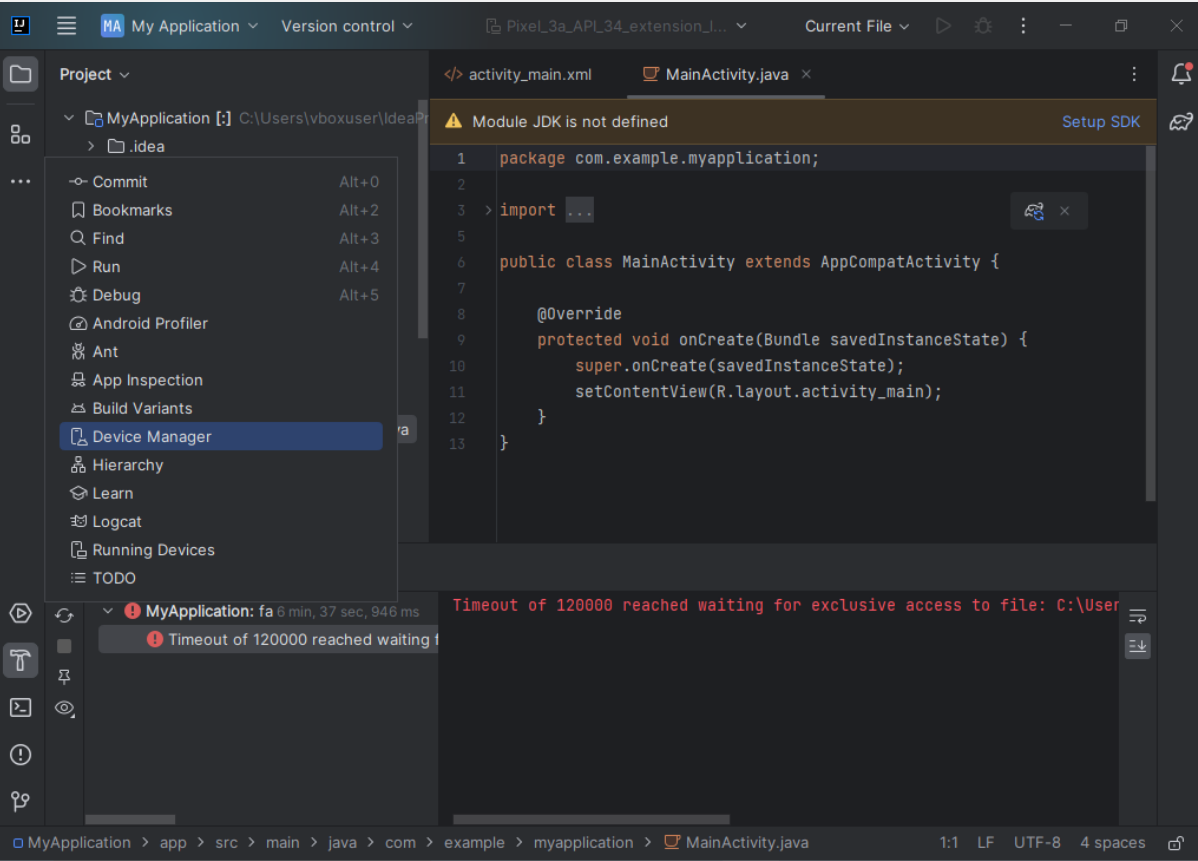 MA My Application Version control Pixel_3a_API_34_extension_l... Current File
Project
activity_main.xml MainActivity.java
MyApplication [:] C:\Users\vboxuser\IdeaPr
.idea
Module JDK is not defined Setup SDK
Commit Alt+0
Bookmarks Alt+2
Find Alt+3
Run Alt+4
Debug Alt+5
Android Profiler
Ant
App Inspection
Build Variants
Device Manager
Hierarchy
Learn
Logcat
Running Devices
TODO
va
1 package com.example.myapplication;
2
3 import ...
5
6 public class MainActivity extends AppCompatActivity {
7
8 @Override
9 protected void onCreate(Bundle savedInstanceState) {
10 super.onCreate(savedInstanceState);
11 setContentView(R.layout.activity_main);
12 }
13 }
MyApplication: fa 6 min, 37 sec, 946 ms
Timeout of 120000 reached waiting f
Timeout of 120000 reached waiting for exclusive access to file: C:\User
MyApplication > app > src > main > java > com > example > myapplication > MainActivity.java 1:1 LF UTF-8 4 spaces